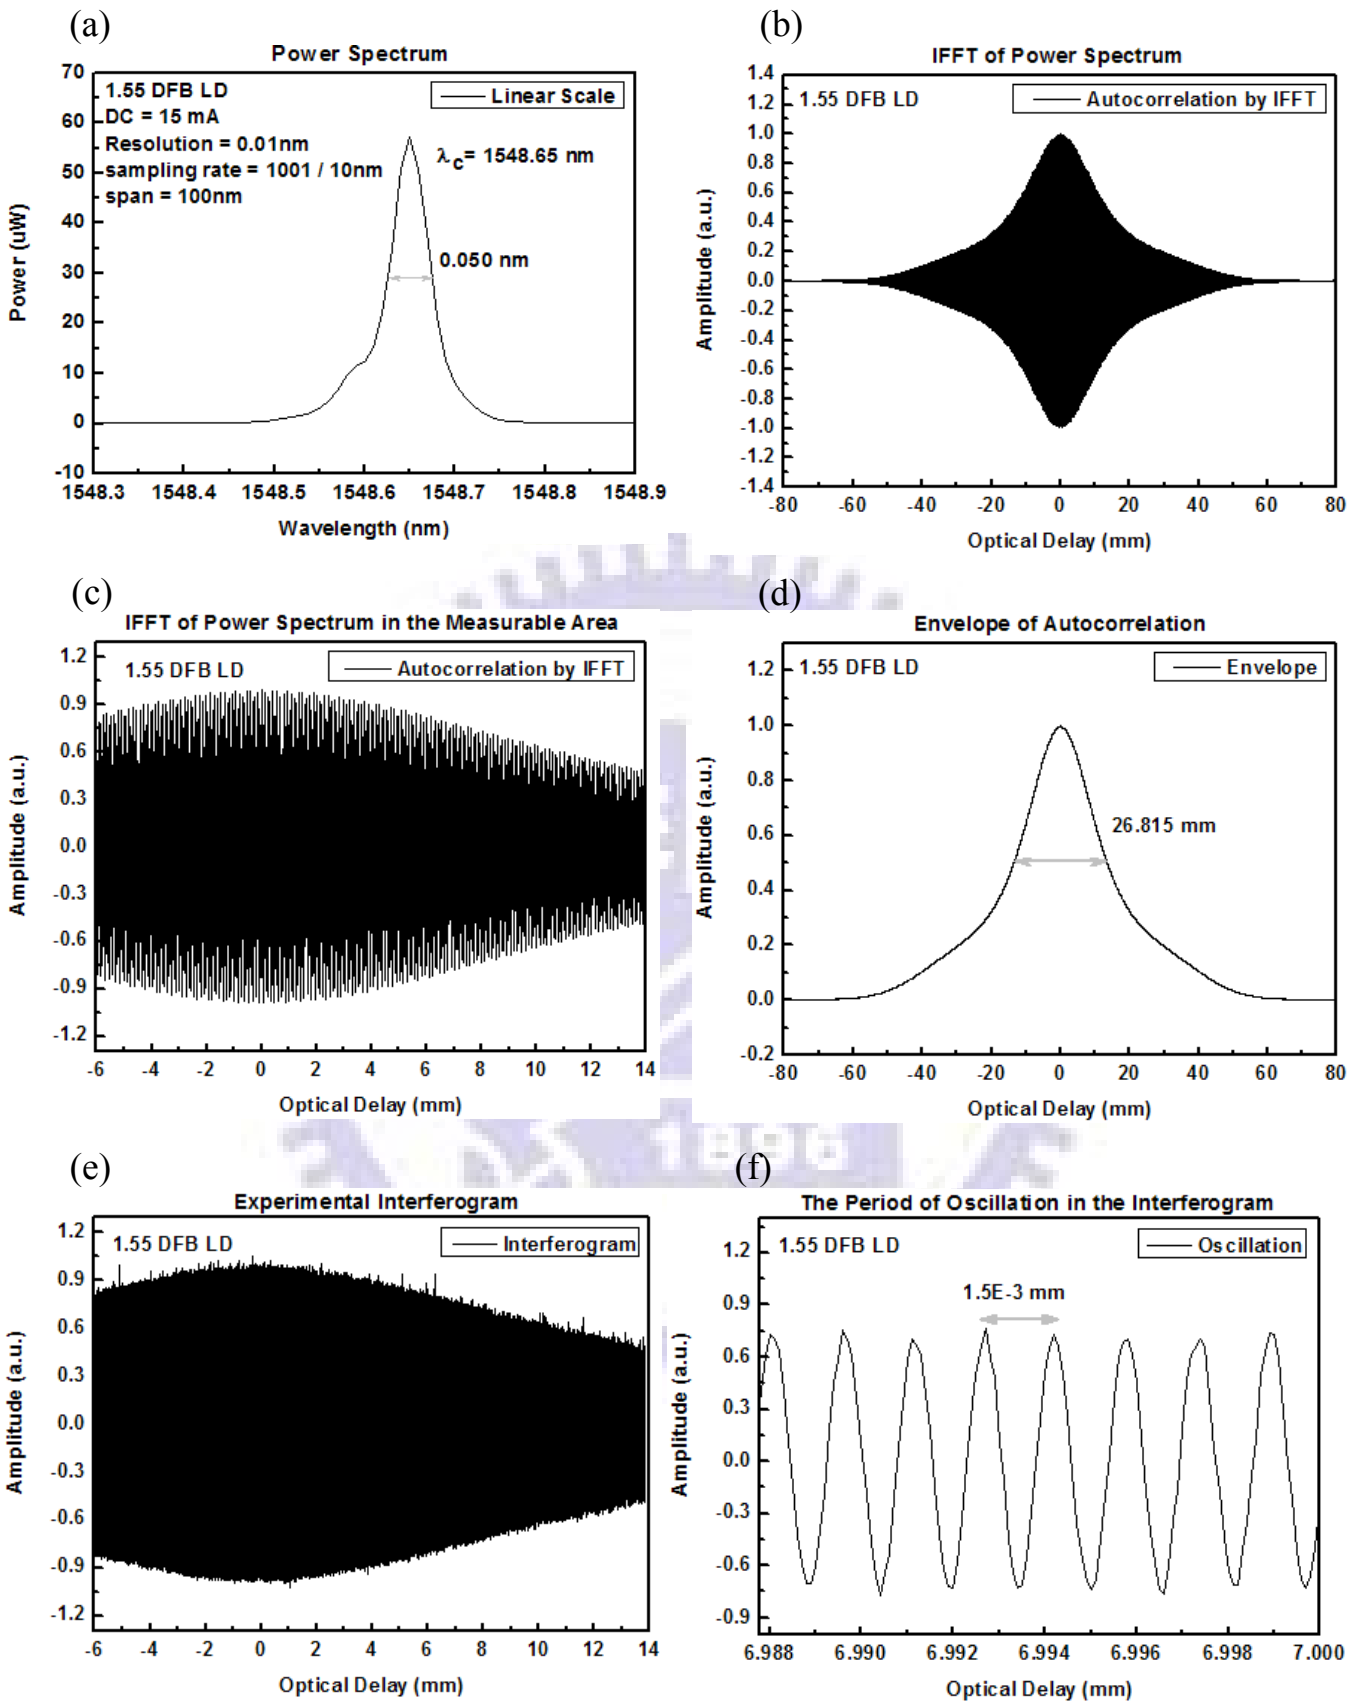 (a)
Power Spectrum
70
60
50
40
30
20
10
0
-10
Power (uW)
1.55 DFB LD
DC = 15 mA
Resolution = 0.01nm
sampling rate = 1001 / 10nm
span = 100nm
Linear Scale
λc= 1548.65 nm
0.050 nm
1548.3 1548.4 1548.5 1548.6 1548.7 1548.8 1548.9
Wavelength (nm)
(b)
IFFT of Power Spectrum
1.4
1.2
1.0
0.8
0.6
0.4
0.2
0.0
-0.2
-0.4
-0.6
-0.8
-1.0
-1.2
-1.4
Amplitude (a.u.)
1.55 DFB LD
Autocorrelation by IFFT
-80 -60 -40 -20 0 20 40 60 80
Optical Delay (mm)
(c)
IFFT of Power Spectrum in the Measurable Area
1.2
0.9
0.6
0.3
0.0
-0.3
-0.6
-0.9
-1.2
Amplitude (a.u.)
1.55 DFB LD
Autocorrelation by IFFT
-6 -4 -2 0 2 4 6 8 10 12 14
Optical Delay (mm)
(d)
Envelope of Autocorrelation
1.2
1.0
0.8
0.6
0.4
0.2
0.0
-0.2
Amplitude (a.u.)
1.55 DFB LD
Envelope
26.815 mm
-80 -60 -40 -20 0 20 40 60 80
Optical Delay (mm)
1896
(e)
Experimental Interferogram
1.2
0.9
0.6
0.3
0.0
-0.3
-0.6
-0.9
-1.2
Amplitude (a.u.)
1.55 DFB LD
Interferogram
-6 -4 -2 0 2 4 6 8 10 12 14
Optical Delay (mm)
(f)
The Period of Oscillation in the Interferogram
1.2
0.9
0.6
0.3
0.0
-0.3
-0.6
-0.9
Amplitude (a.u.)
1.55 DFB LD
Oscillation
1.5E-3 mm
6.988 6.990 6.992 6.994 6.996 6.998 7.000
Optical Delay (mm)